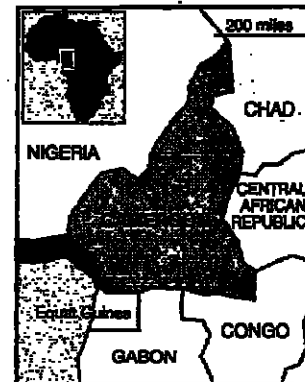 200 miles
CHAD
NIGERIA
CENTRAL
AFRICAN
REPUBLIC
Equat. Guinea
CONGO
GABON